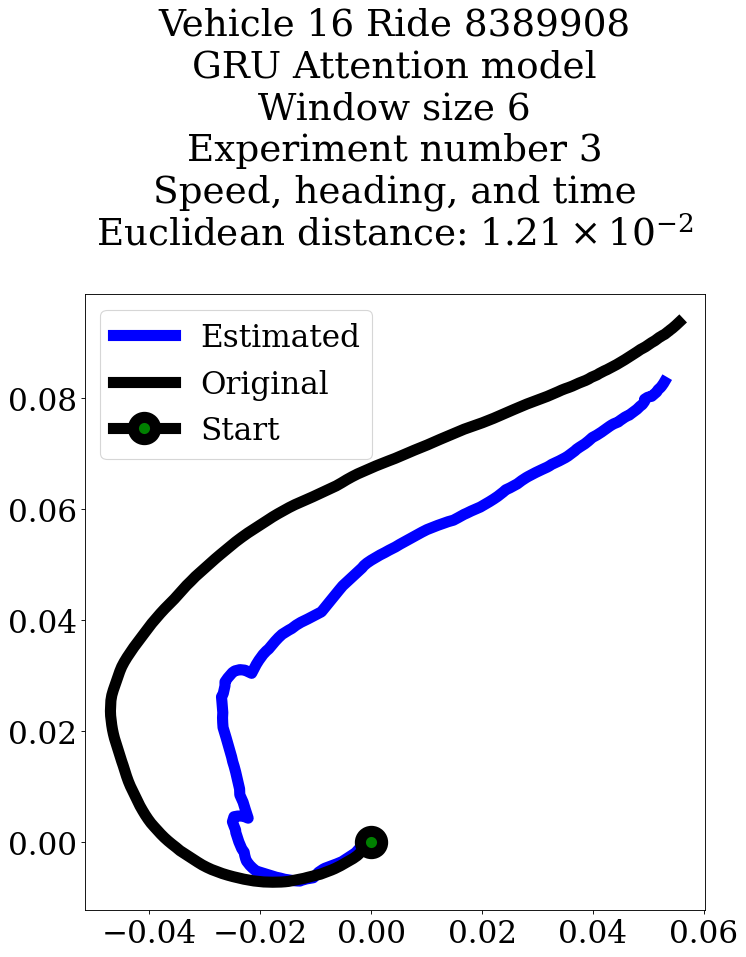 Vehicle 16 Ride 8389908
GRU Attention model
Window size 6
Experiment number 3
Speed, heading, and time
Euclidean distance: 1.21 × 10⁻²
Estimated
Original
Start
0.08
0.06
0.04
0.02
0.00
−0.04 −0.02 0.00 0.02 0.04 0.06